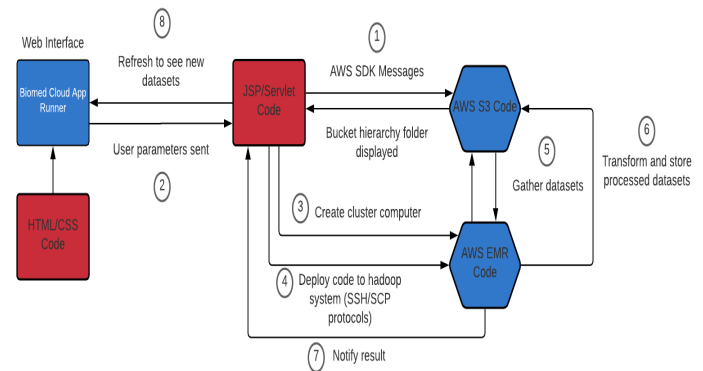 8
1
Web Interface
Refresh to see new
datasets
AWS SDK Messages
Biomed Cloud App
Runner
JSP/Servlet
Code
AWS S3 Code
User parameters sent
Bucket hierarchy folder
displayed
2
5
Gather datasets
6
Transform and store
processed datasets
HTML/CSS
Code
3
Create cluster computer
4
Deploy code to hadoop
system (SSH/SCP
protocols)
AWS EMR
Code
7
Notify result